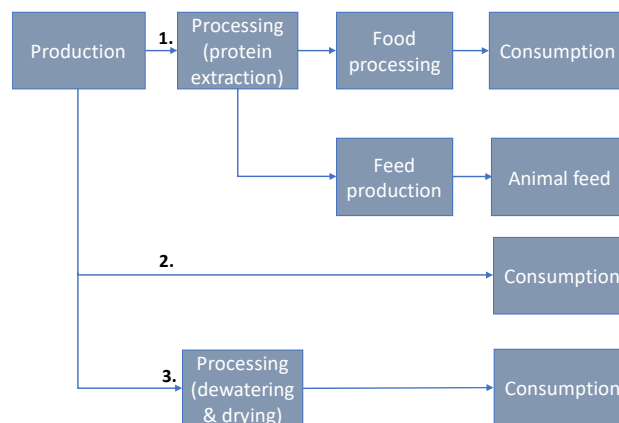 Production
1.
Processing
(protein
extraction)
Food
processing
Consumption
Feed
production
Animal feed
2.
Consumption
3.
Processing
(dewatering
& drying)
Consumption